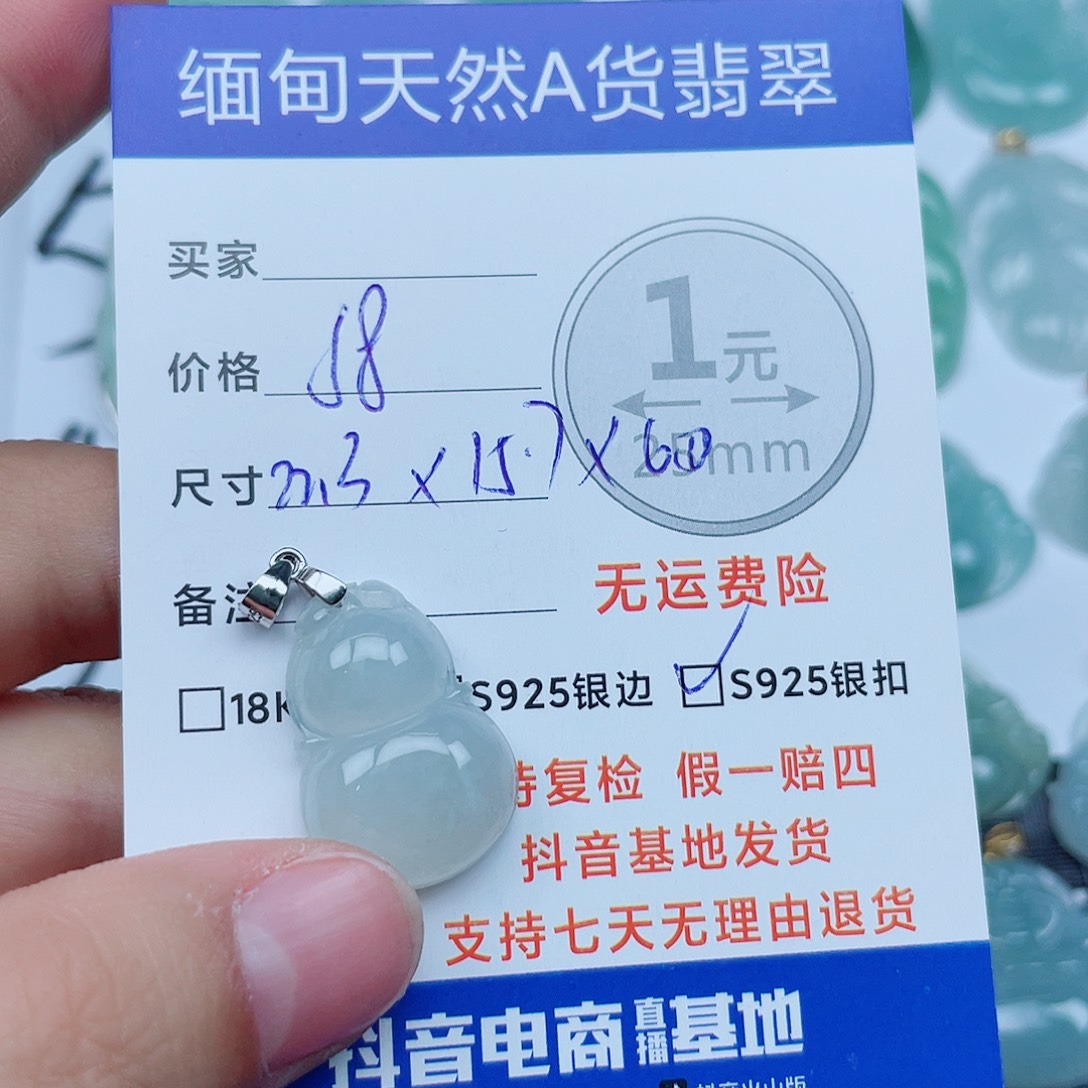 缅甸天然A货翡翠
买家
价格 58
1元
尺寸 × 15.7 × 6.0
25mm
备注
无运费险
18K S925银边 S925银扣
持复检 假一赔四
抖音基地发货
支持七天无理由退货
抖音电商直播基地